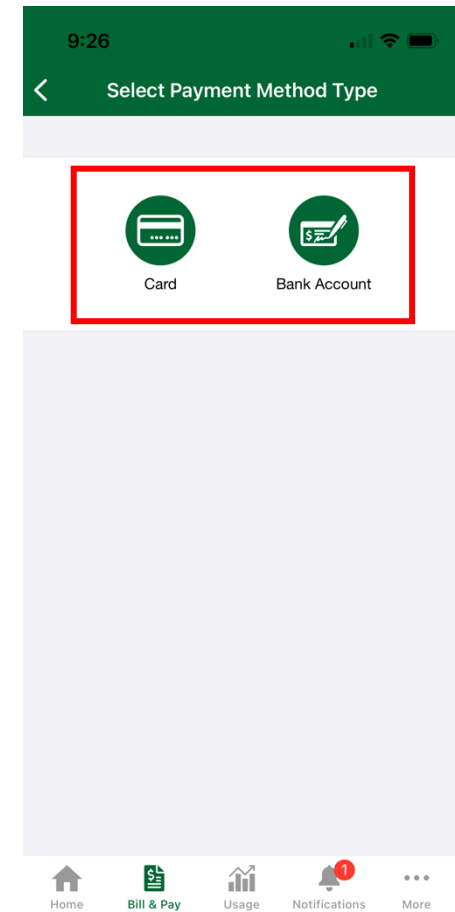 9:26
Select Payment Method Type
$
Card Bank Account
$
1
Home Bill & Pay Usage Notifications More